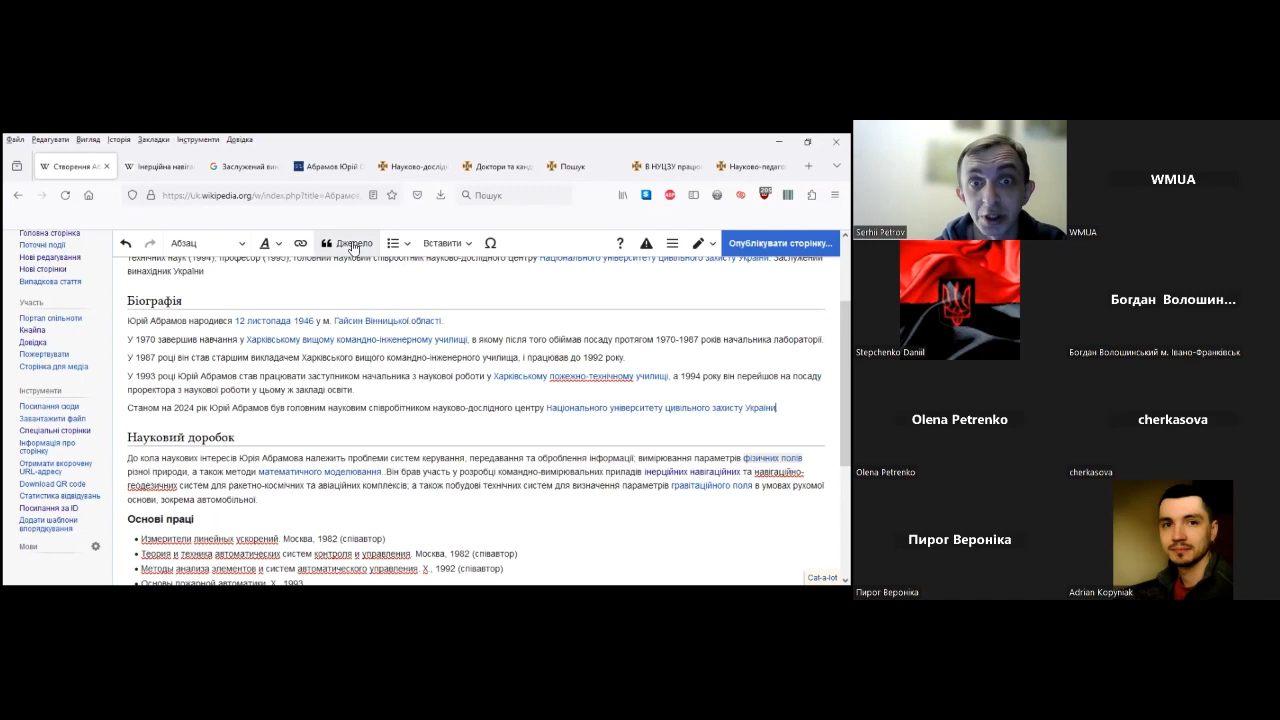 Файл Редагувати Вигляд Історія Закладки Інструменти Довідка
Створення Аб
Інерційна навіга
Заслужений вин
Абрамов Юрій О
Науково-дослідн
Доктори та канд
Пошук
В НУЦЗУ працю
Науково-педагог
https://uk.wikipedia.org/w/index.php?title=Абрамов
Пошук
Абзац
Джерело
Вставити
Опублікувати сторінку...
Головна сторінка
Поточні події
Нові редагування
Нові сторінки
Випадкова стаття
Участь
Портал спільноти
Кнайпа
Довідка
Пожертвувати
Сторінка для медіа
Інструменти
Посилання сюди
Завантажити файл
Спеціальні сторінки
Інформація про
сторінку
Отримати вкорочену
URL-адресу
Download QR code
Статистика відвідувань
Посилання за ID
Додати шаблони
впорядкування
Мови
технічних наук (1994), професор (1995), головний науковий співробітник науково-дослідного центру Національного університету цивільного захисту України. Заслужений
винахідник України
Біографія
Юрій Абрамов народився 12 листопада 1946 у м. Гайсин Вінницької області.
У 1970 завершив навчання у Харківському вищому командно-інженерному училищі, в якому після того обіймав посаду протягом 1970-1987 років начальника лабораторії.
У 1987 році він став старшим викладачем Харківського вищого командно-інженерного училища, і працював до 1992 року.
У 1993 році Юрій Абрамов став працювати заступником начальника з наукової роботи у Харківському пожежно-технічному училищі, а 1994 року він перейшов на посаду
проректора з наукової роботи у цьому ж закладі освіти.
Станом на 2024 рік Юрій Абрамов був головним науковим співробітником науково-дослідного центру Національного університету цивільного захисту України
Науковий доробок
До кола наукових інтересів Юрія Абрамова належить проблеми систем керування, передавання та оброблення інформації; вимірювання параметрів фізичних полів
різної природи, а також методи математичного моделювання. Він брав участь у розробці командно-вимірювальних приладів інерційних навігаційних та навігаційно-
геодезичних систем для ракетно-космічних та авіаційних комплексів; а також побудові технічних систем для визначення параметрів гравітаційного поля в умовах рухомої
основи, зокрема автомобільної.
Основі праці
Измерители линейных ускорений. Москва, 1982 (співавтор)
Теория и техника автоматических систем контроля и управления. Москва, 1982 (співавтор)
Методы анализа элементов и систем автоматического управления. Х., 1992 (співавтор)
Основы пожарной автоматики. Х., 1993
Cat-a-lot
Serhii Petrov
WMUA
WMUA
Stepchenko Daniil
Богдан Волошин...
Богдан Волошинський м. Івано-Франківськ
Olena Petrenko
Olena Petrenko
cherkasova
cherkasova
Пирог Вероніка
Пирог Вероніка
Adrian Kopyniak